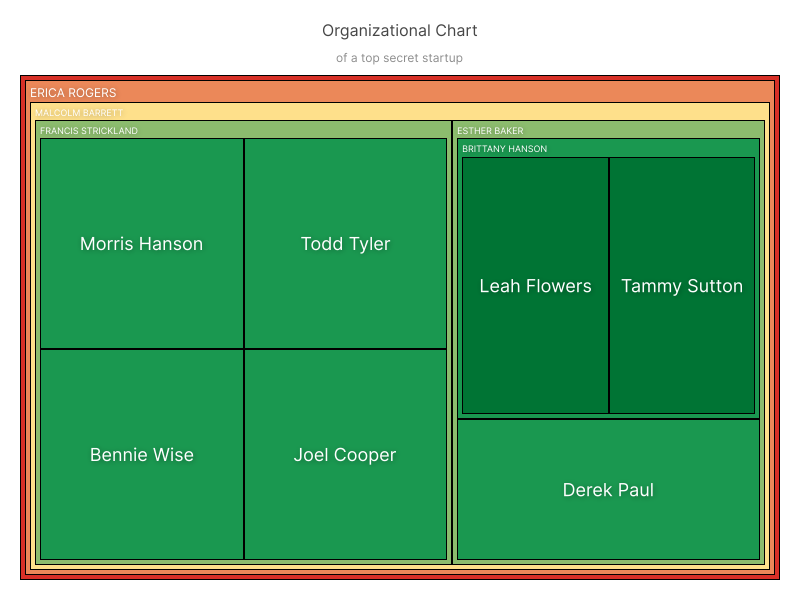 Organizational Chart
of a top secret startup
ERICA ROGERS
MALCOLM BARRETT
FRANCIS STRICKLAND
Morris Hanson
Todd Tyler
Bennie Wise
Joel Cooper
ESTHER BAKER
BRITTANY HANSON
Leah Flowers
Tammy Sutton
Derek Paul